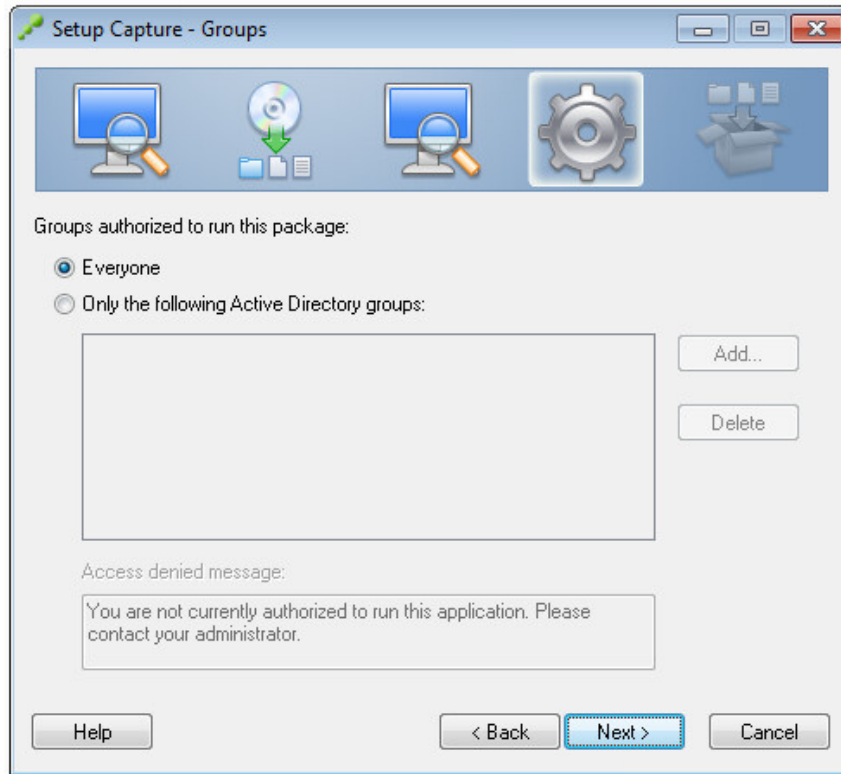 Setup Capture - Groups
Groups authorized to run this package:
Everyone
Only the following Active Directory groups:
Add...
Delete
Access denied message:
You are not currently authorized to run this application. Please
contact your administrator.
Help
< Back
Next >
Cancel